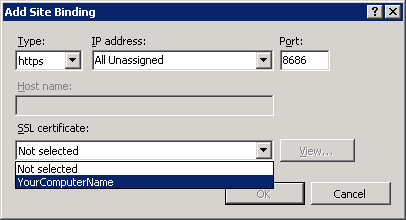 Add Site Binding
Type: IP address: Port:
https All Unassigned 8686
Host name:
SSL certificate:
Not selected View...
Not selected
YourComputerName
OK Cancel